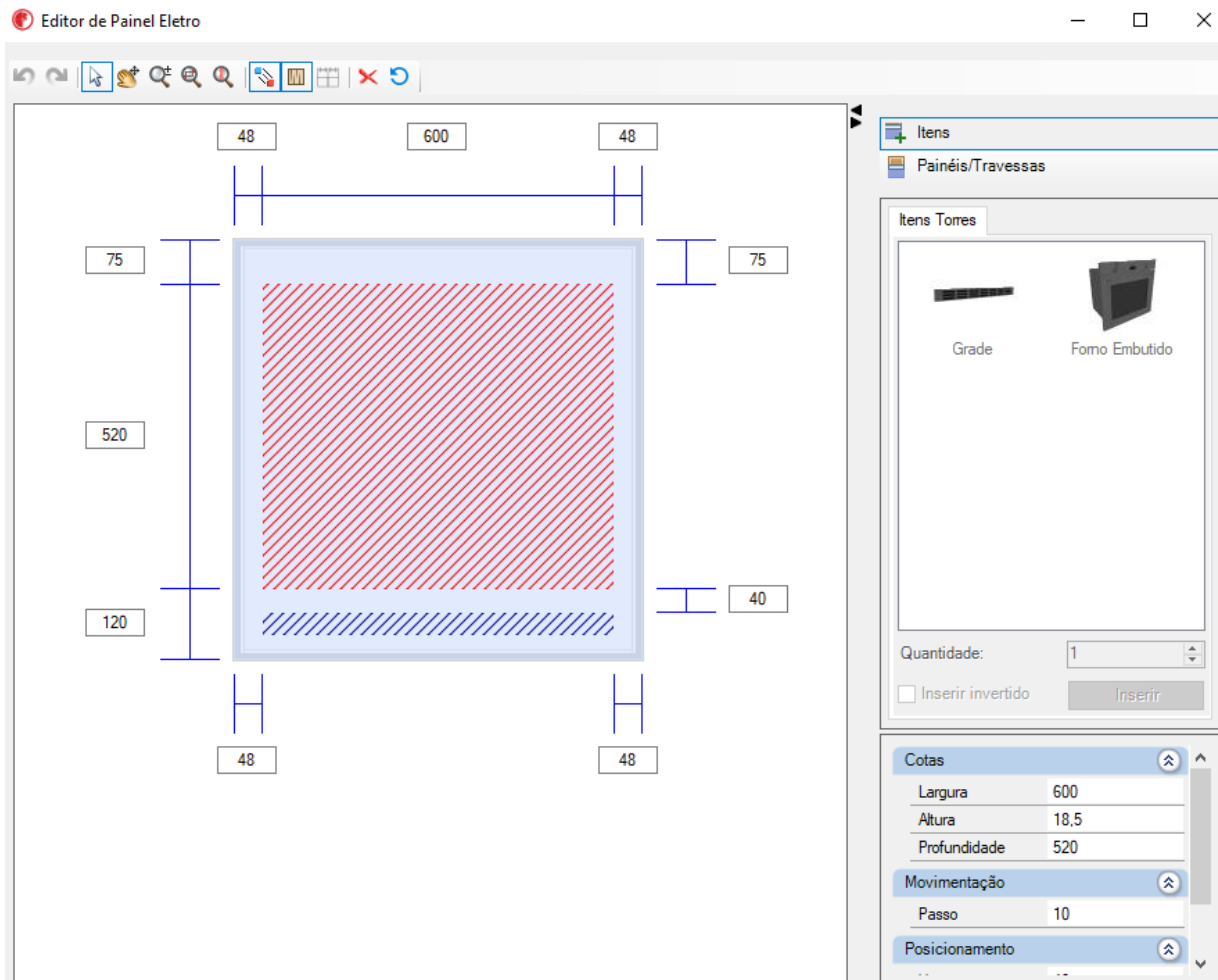 Editor de Painel Eletro
48
600
48
75
75
520
40
120
48
48
Itens
Painéis/Travessas
Itens Torres
Grade
Forno Embutido
Quantidade:
1
Inserir invertido
Inserir
Cotas
Largura
600
Altura
18,5
Profundidade
520
Movimentação
Passo
10
Posicionamento